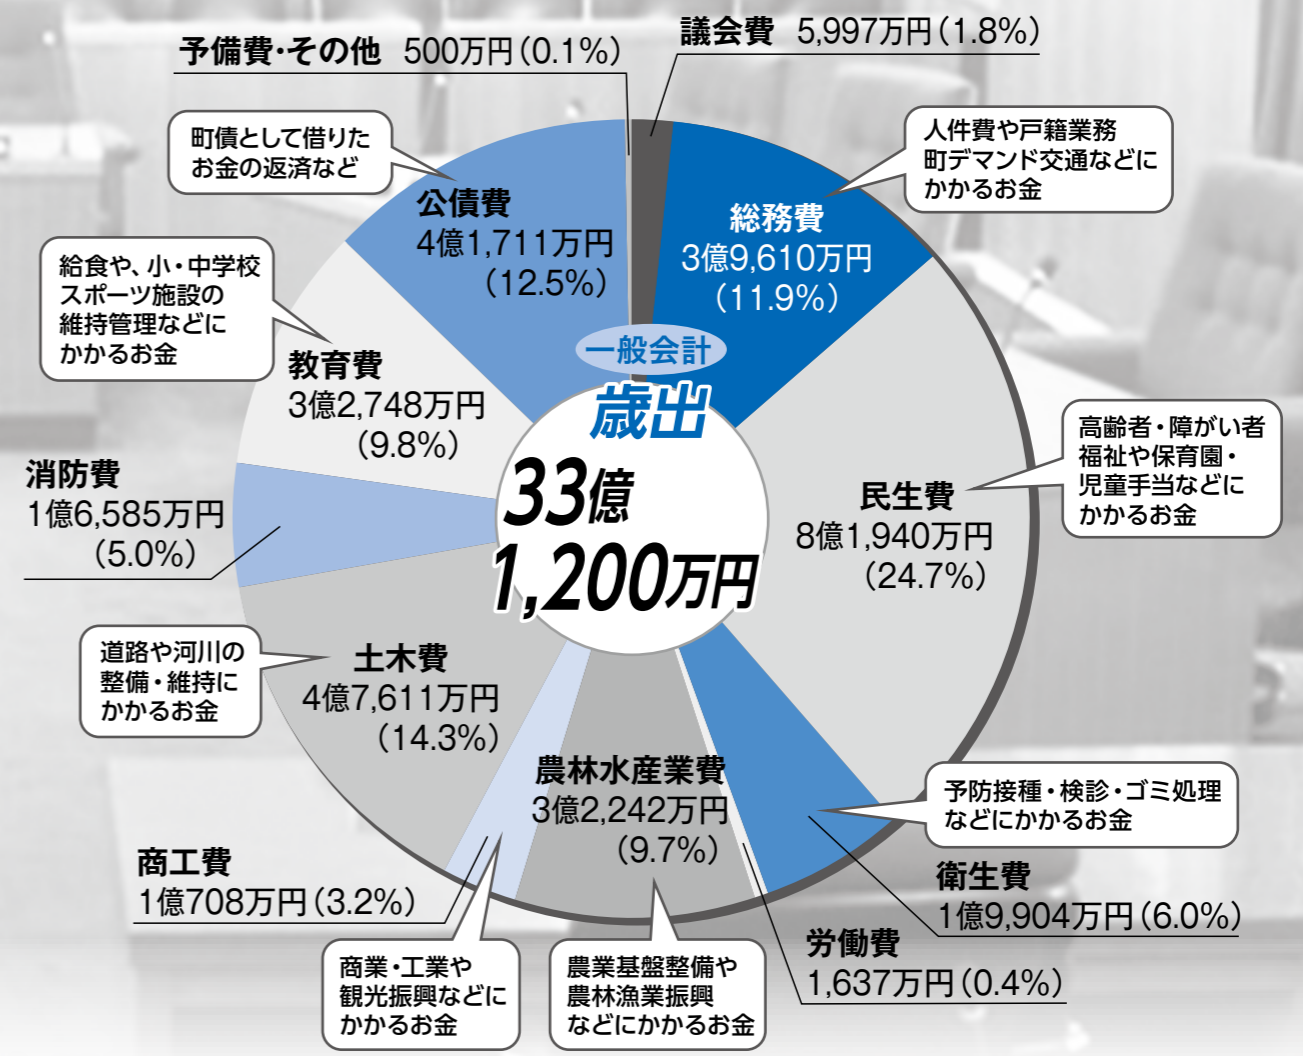 議会費 5,997万円（1.8%）
人件費や戸籍業務
町デマンド交通などに
かかるお金
総務費
3億9,610万円
（11.9%）
高齢者・障がい者
福祉や保育園・
児童手当などに
かかるお金
民生費
8億1,940万円
（24.7%）
予防接種・検診・ゴミ処理
などにかかるお金
衛生費
1億9,904万円（6.0%）
労働費
1,637万円（0.4%）
農林水産業費
3億2,242万円
（9.7%）
農業基盤整備や
農林漁業振興
などにかかるお金
商工費
1億708万円（3.2%）
商業・工業や
観光振興などに
かかるお金
土木費
4億7,611万円
（14.3%）
道路や河川の
整備・維持に
かかるお金
消防費
1億6,585万円
（5.0%）
教育費
3億2,748万円
（9.8%）
給食や、小・中学校
スポーツ施設の
維持管理などに
かかるお金
公債費
4億1,711万円
（12.5%）
町債として借りた
お金の返済など
予備費・その他 500万円（0.1%）
一般会計
歳出
33億
1,200万円